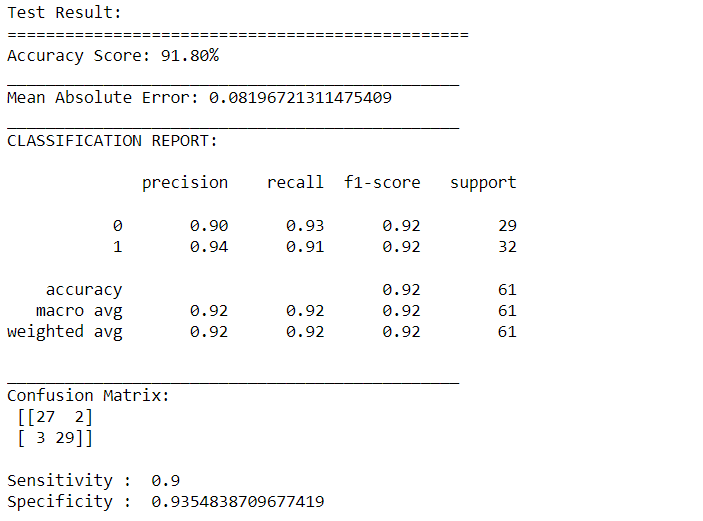 Test Result:
================================================
Accuracy Score: 91.80%
_______________________________________________
Mean Absolute Error: 0.08196721311475409
_______________________________________________
CLASSIFICATION REPORT:
precision recall f1-score support
0 0.90 0.93 0.92 29
1 0.94 0.91 0.92 32
accuracy 0.92 61
macro avg 0.92 0.92 0.92 61
weighted avg 0.92 0.92 0.92 61
_______________________________________________
Confusion Matrix:
[[27 2]
[ 3 29]]
Sensitivity : 0.9
Specificity : 0.9354838709677419